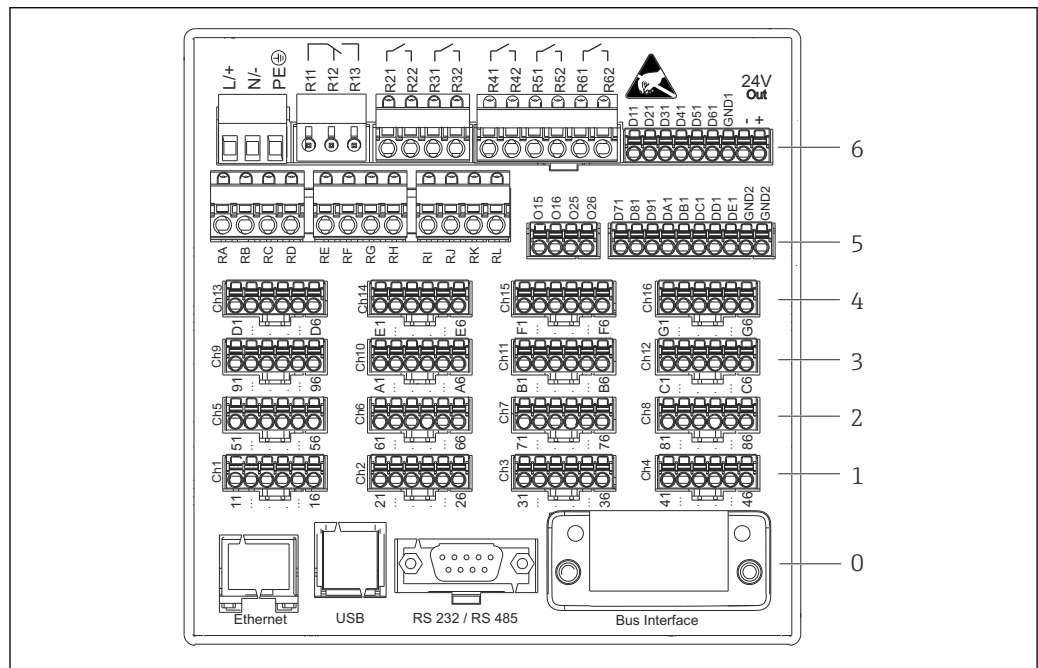 L/+ N/- PE R11 R12 R13 R21 R22 R31 R32 R41 R42 R51 R52 R61 R62
24V
Out
D11 D21 D31 D41 D51 D61 GND1 - +
6
O15 O16 O25 O26 D71 D81 D91 DA1 DB1 DC1 DD1 DE1 GND2 GND2
5
RA RB RC RD RE RF RG RH RI RJ RK RL
Ch13 Ch14 Ch15 Ch16
4
D1 ... D6 E1 ... E6 F1 ... F6 G1 ... G6
Ch9 Ch10 Ch11 Ch12
3
91 ... 96 A1 ... A6 B1 ... B6 C1 ... C6
Ch5 Ch6 Ch7 Ch8
2
51 ... 56 61 ... 66 71 ... 76 81 ... 86
Ch1 Ch2 Ch3 Ch4
1
11 ... 16 21 ... 26 31 ... 36 41 ... 46
0
Ethernet USB RS 232 / RS 485 Bus Interface